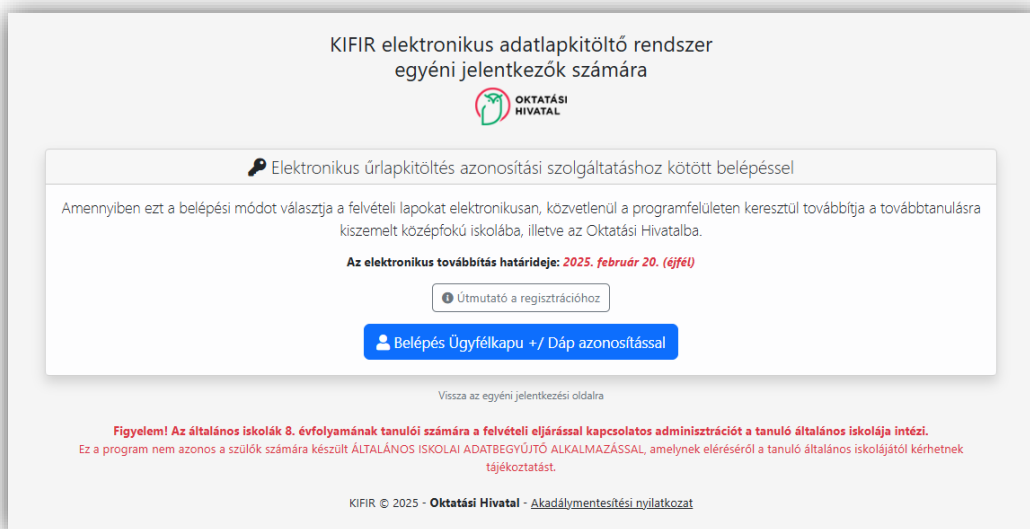 KIFIR elektronikus adatlapkitöltő rendszer
egyéni jelentkezők számára
OKTATÁSI
HIVATAL
Elektronikus űrlapkitöltés azonosítási szolgáltatáshoz kötött belépéssel
Amennyiben ezt a belépési módot választja a felvételi lapokat elektronikusan, közvetlenül a programfelületen keresztül továbbítja a továbbtanulásra
kiszemelt középfokú iskolába, illetve az Oktatási Hivatalba.
Az elektronikus továbbítás határideje: 2025. február 20. (éjfél)
Útmutató a regisztrációhoz
Belépés Ügyfélkapu +/ Dáp azonosítással
Vissza az egyéni jelentkezési oldalra
Figyelem! Az általános iskolák 8. évfolyamának tanulói számára a felvételi eljárással kapcsolatos adminisztrációt a tanuló általános iskolája intézi.
Ez a program nem azonos a szülők számára készült ÁLTALÁNOS ISKOLAI ADATBEGYŰJTŐ ALKALMAZÁSSAL, amelynek eléréséről a tanuló általános iskolájától kérhetnek
tájékoztatást.
KIFIR © 2025 - Oktatási Hivatal - Akadálymentesítési nyilatkozat